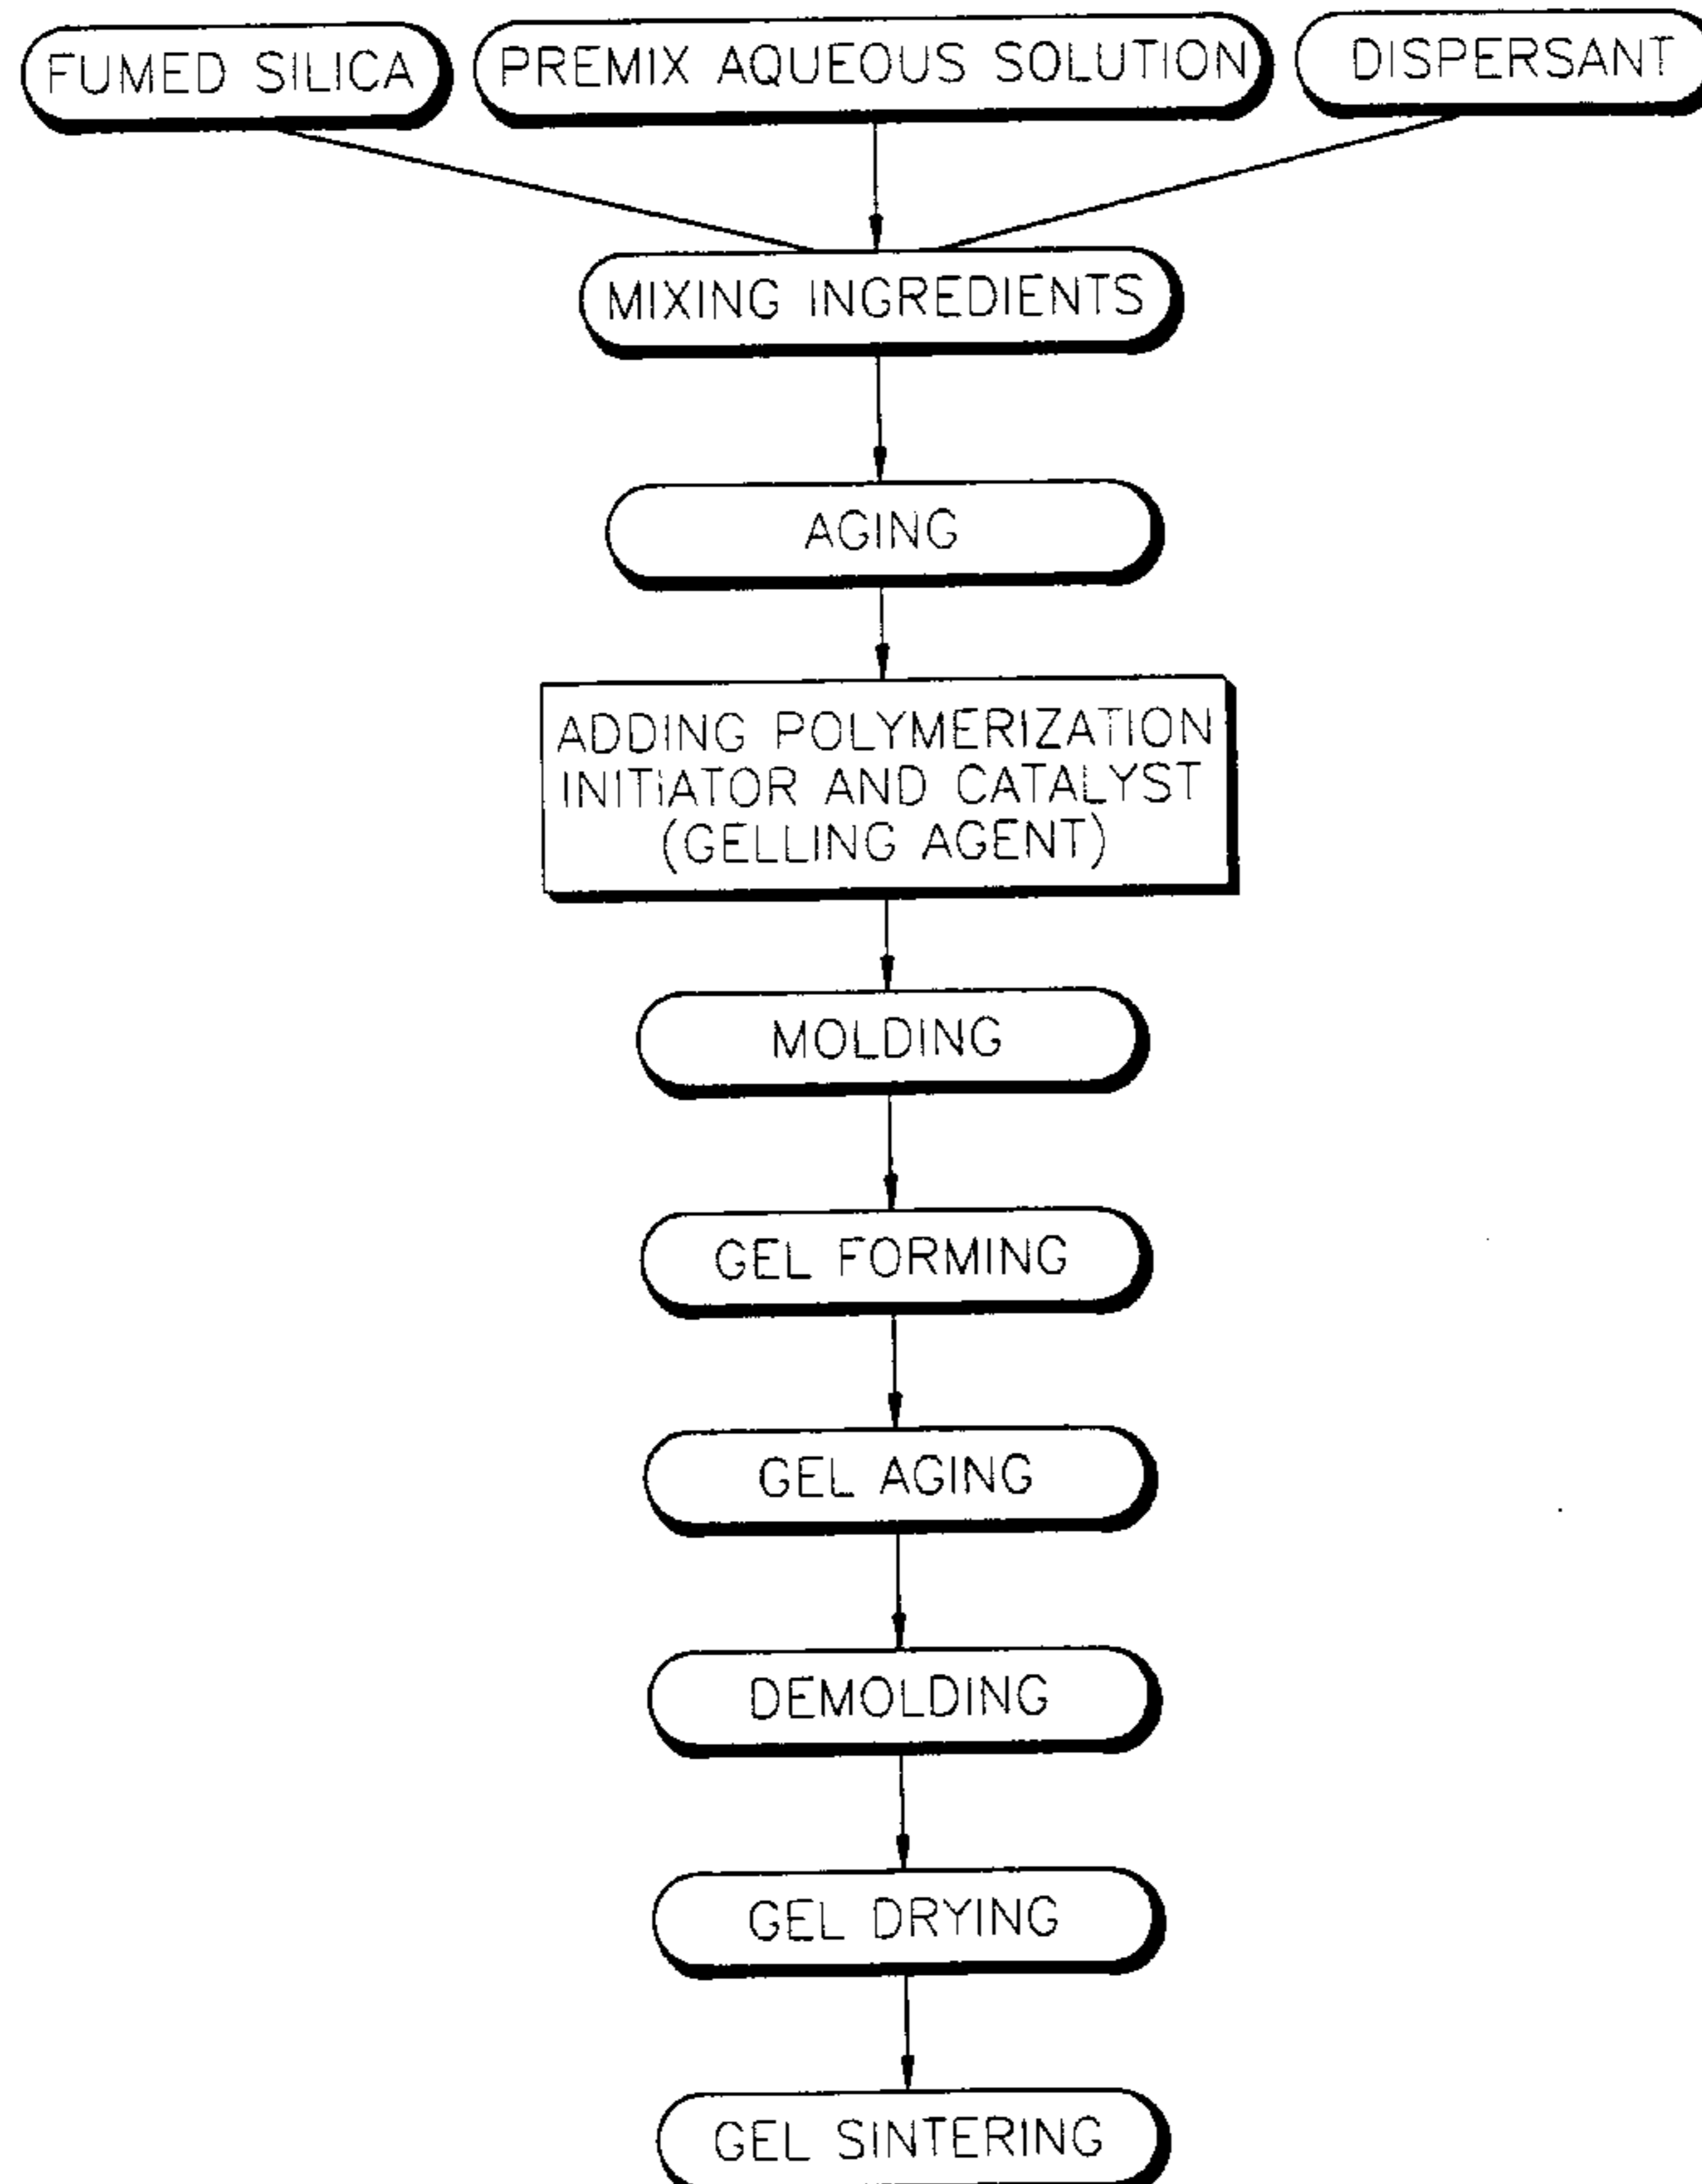 FUMED SILICA
PREMIX AQUEOUS SOLUTION
DISPERSANT
MIXING INGREDIENTS
AGING
ADDING POLYMERIZATION
INITIATOR AND CATALYST
(GELLING AGENT)
MOLDING
GEL FORMING
GEL AGING
DEMOLDING
GEL DRYING
GEL SINTERING